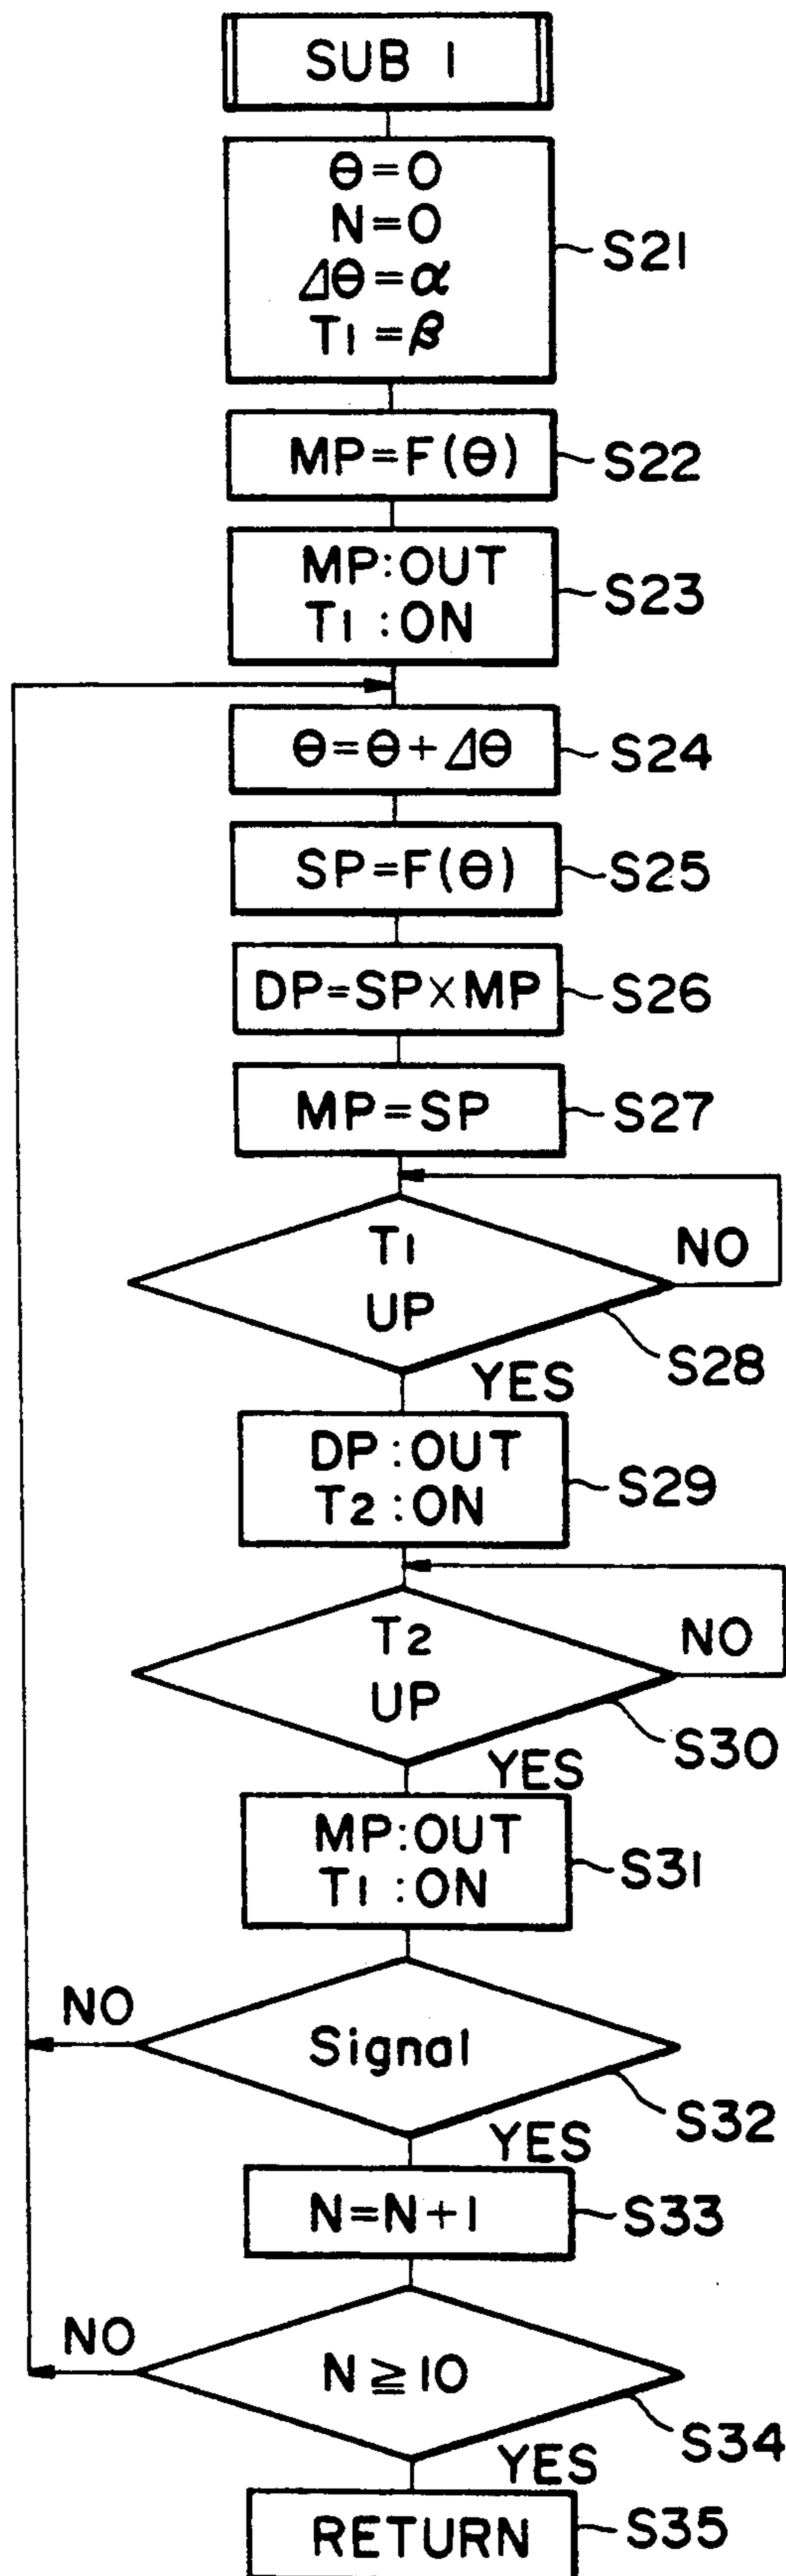 SUB 1
θ=0
N=0
Δθ=α
T1=β
S21
MP=F(θ)
S22
MP:OUT
T1:ON
S23
θ=θ+Δθ
S24
SP=F(θ)
S25
DP=SP×MP
S26
MP=SP
S27
T1
UP
NO
S28
YES
DP:OUT
T2:ON
S29
T2
UP
NO
S30
YES
MP:OUT
T1:ON
S31
NO
Signal
S32
YES
N=N+1
S33
NO
N≧10
S34
YES
RETURN
S35